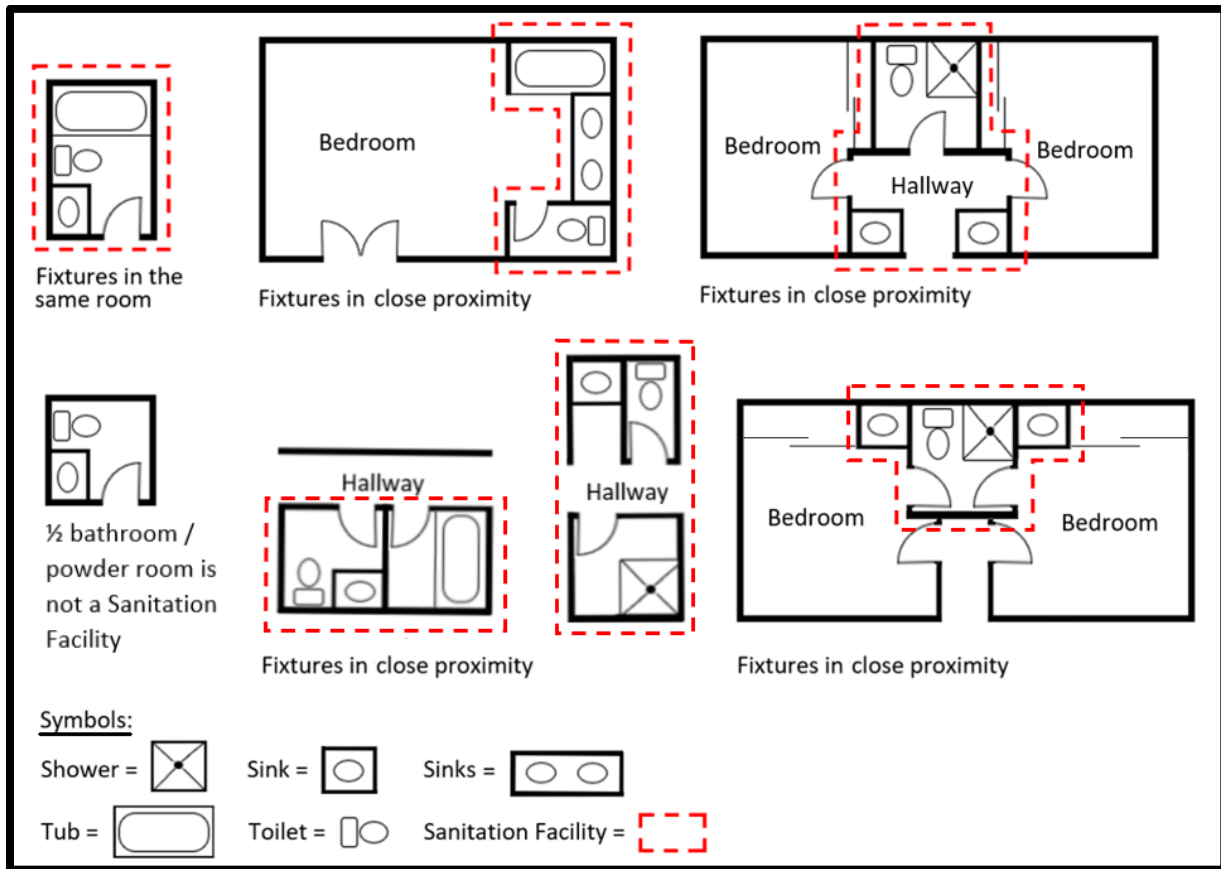 Bedroom
Bedroom
Bedroom
Hallway
Fixtures in the
same room
Fixtures in close proximity
Fixtures in close proximity
Hallway
Hallway
Bedroom
Bedroom
½ bathroom /
powder room is
not a Sanitation
Facility
Fixtures in close proximity
Fixtures in close proximity
Symbols:
Shower =
Sink =
Sinks =
Tub =
Toilet =
Sanitation Facility =